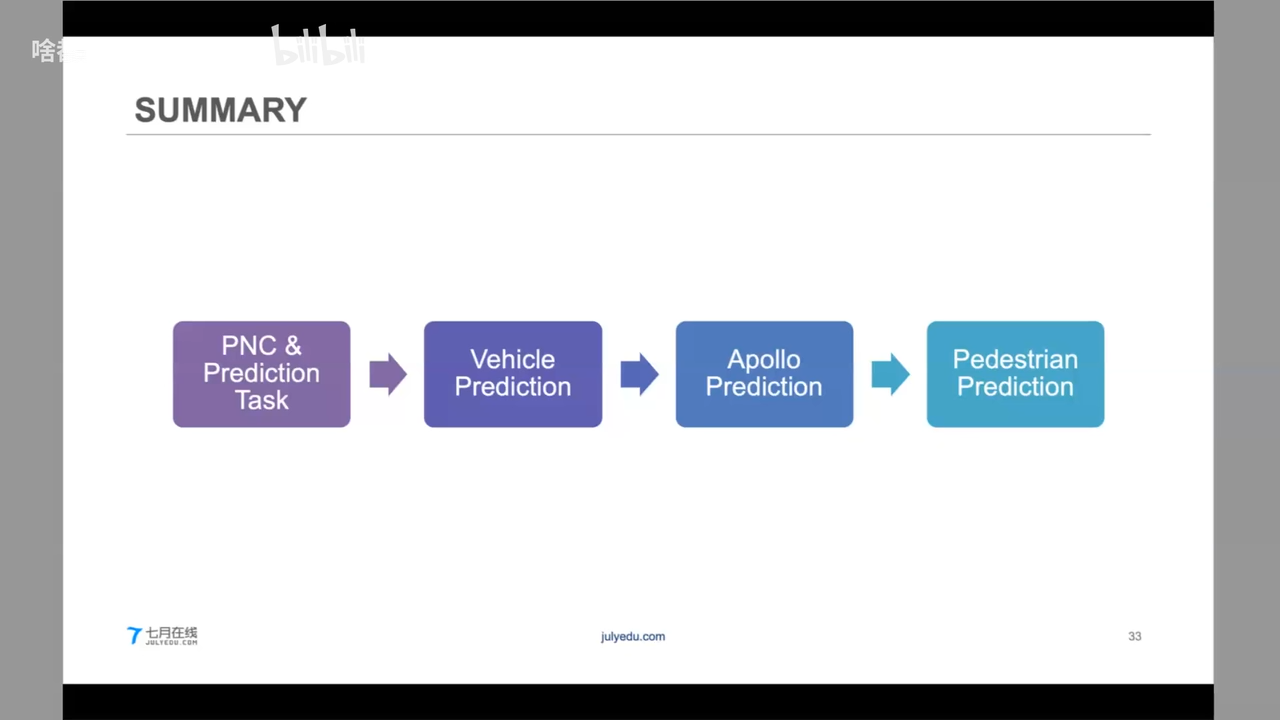 啥都
bilibili
SUMMARY
PNC &
Prediction
Task
Vehicle
Prediction
Apollo
Prediction
Pedestrian
Prediction
七月在线
JULYEDU.COM
julyedu.com
33